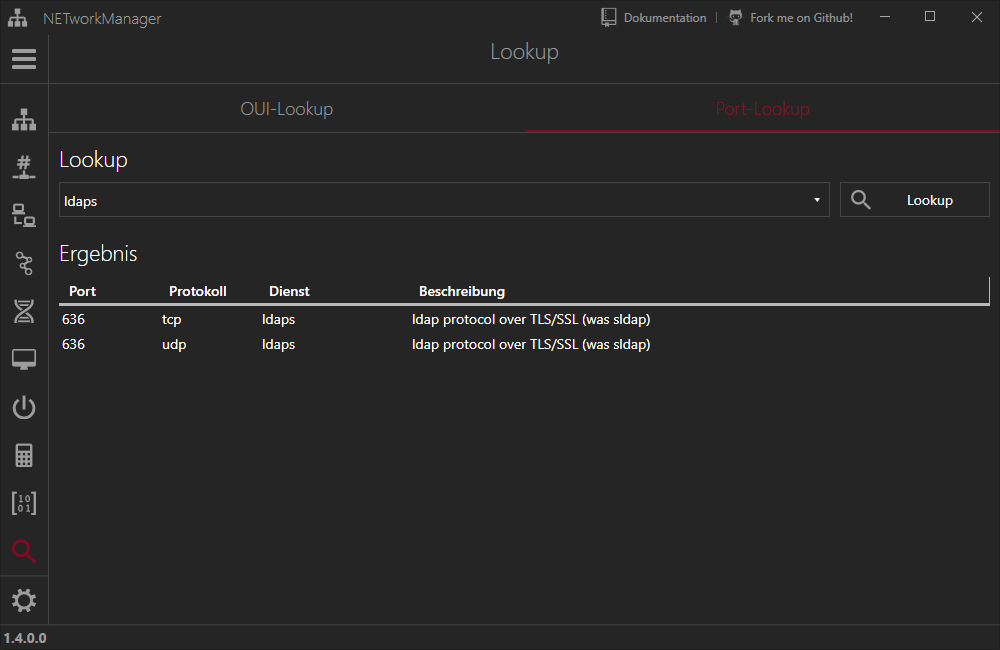 NETworkManager Dokumentation | Fork me on Github!
Lookup
OUI-Lookup Port-Lookup
Lookup
ldaps Lookup
Ergebnis
Port Protokoll Dienst Beschreibung
636 tcp ldaps ldap protocol over TLS/SSL (was sldap)
636 udp ldaps ldap protocol over TLS/SSL (was sldap)
#
10
01
1.4.0.0